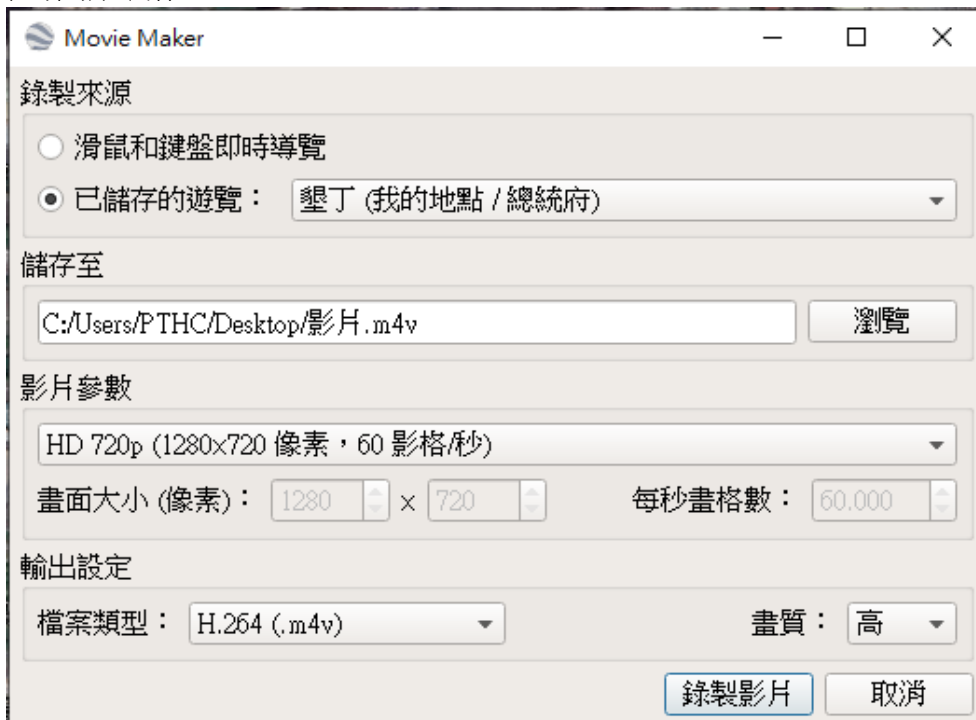 Movie Maker
錄製來源
滑鼠和鍵盤即時導覽
已儲存的遊覽： 墾丁 (我的地點 / 總統府)
儲存至
C:/Users/PTHC/Desktop/影片.m4v 瀏覽
影片參數
HD 720p (1280x720 像素，60 影格/秒)
畫面大小 (像素)： 1280 x 720 每秒畫格數： 60.000
輸出設定
檔案類型： H.264 (.m4v) 畫質： 高
錄製影片 取消